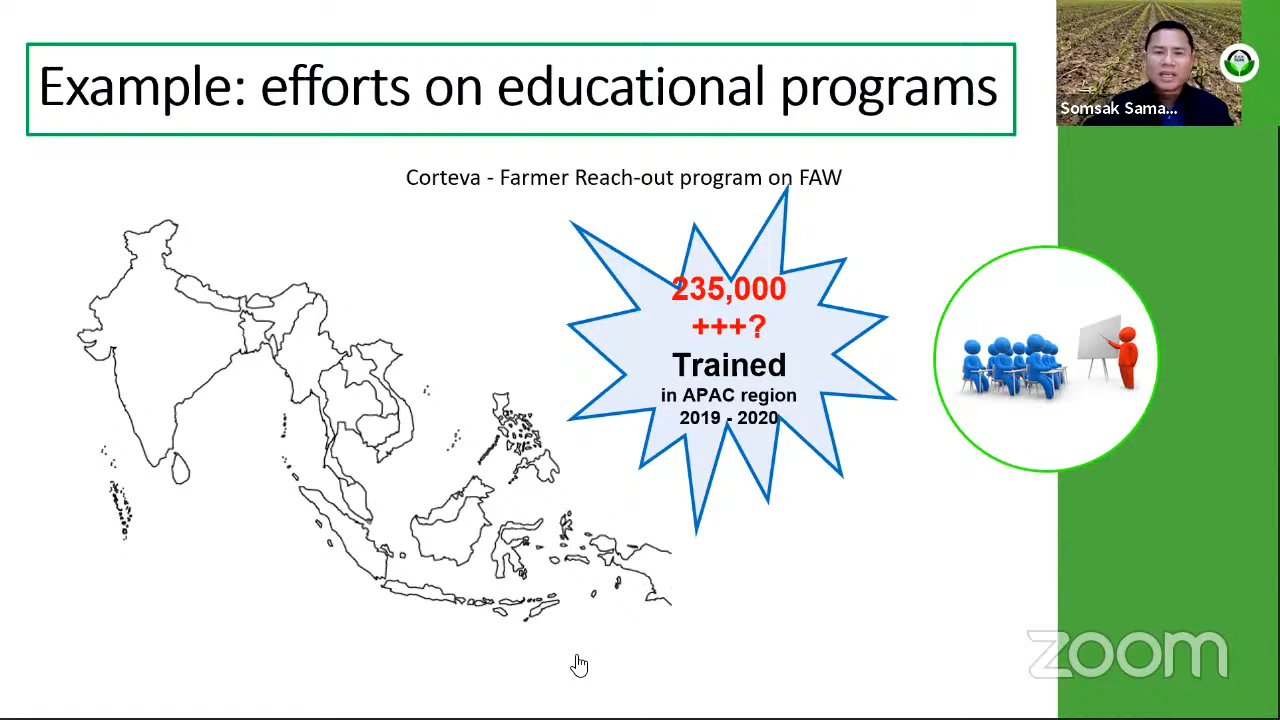 Example: efforts on educational programs
Somsak Sama...
Corteva - Farmer Reach-out program on FAW
235,000
+++?
Trained
in APAC region
2019 - 2020
zoom